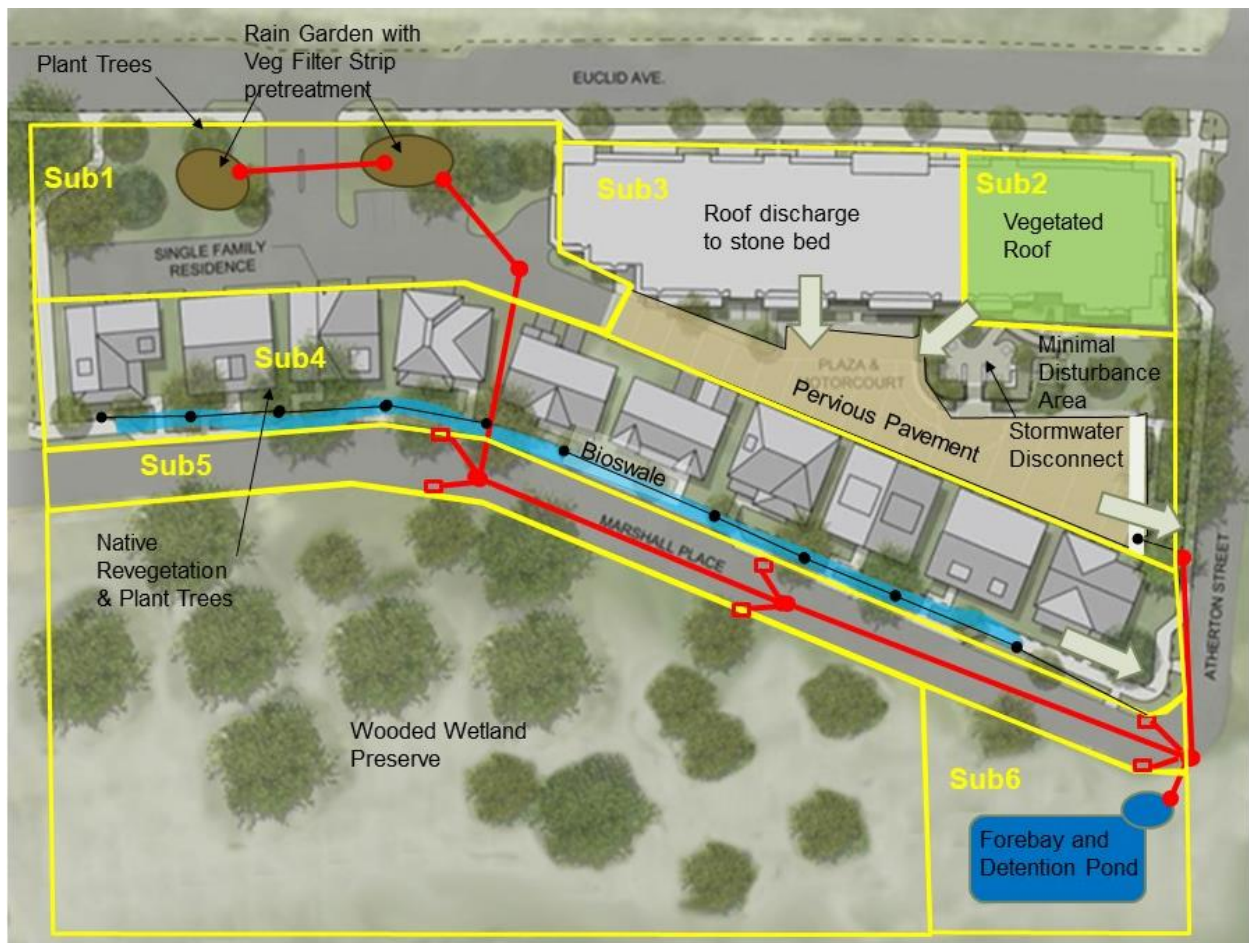 Rain Garden with
Veg Filter Strip
pretreatment
Plant Trees
EUCLID AVE.
Sub1
Sub3
Sub2
Roof discharge
to stone bed
Vegetated
Roof
SINGLE FAMILY
RESIDENCE
Sub4
PLAZA &
MOTORCOURT
Pervious Pavement
Minimal
Disturbance
Area
Stormwater
Disconnect
Sub5
Bioswale
MARSHALL PLACE
ATHERTON STREET
Native
Revegetation
& Plant Trees
Wooded Wetland
Preserve
Sub6
Forebay and
Detention Pond